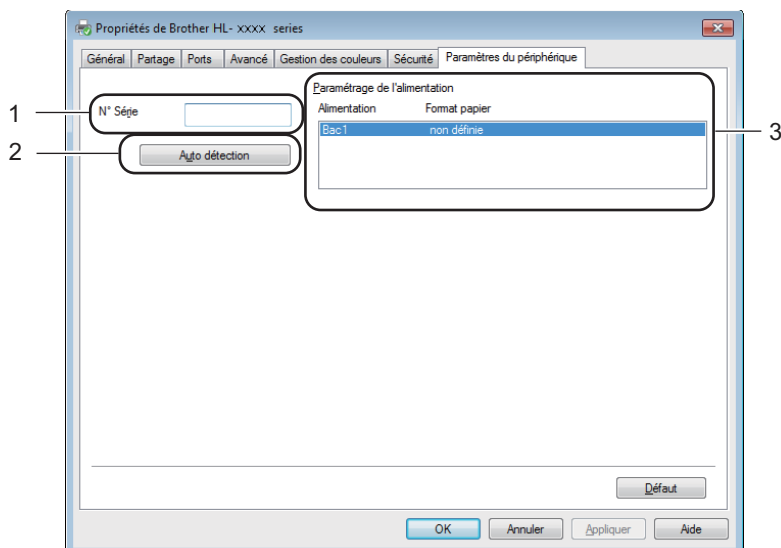 Propriétés de Brother HL- xxxx series
Général Partage Ports Avancé Gestion des couleurs Sécurité Paramètres du périphérique
1
N° Série
2
Auto détection
Paramétrage de l'alimentation
Alimentation Format papier
Bac1 non définie
3
Défaut
OK Annuler Appliquer Aide